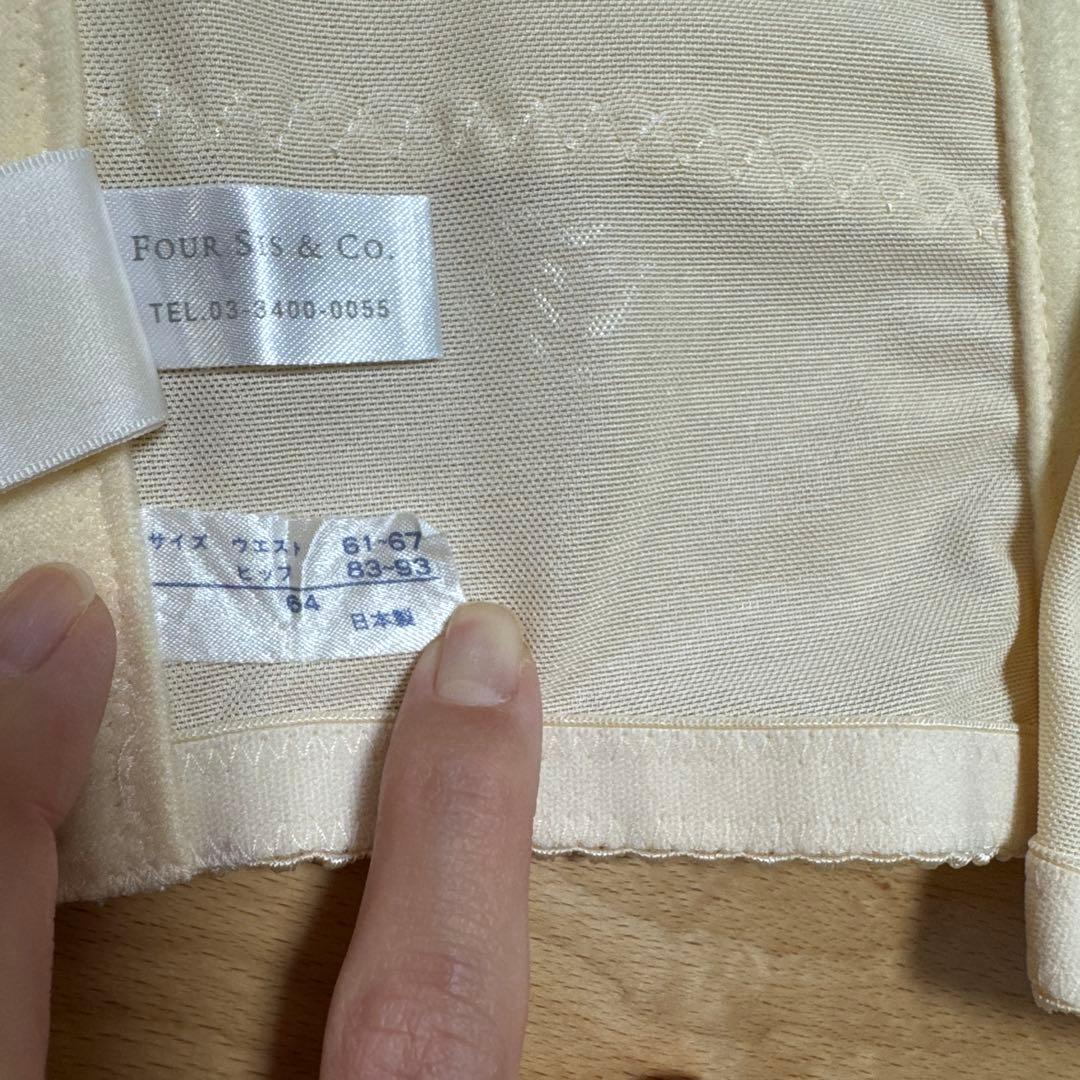 FOUR SIS & CO.
TEL.03-3400-0055
サイズ ウエスト 61~67
ヒップ 83~93
64
日本製